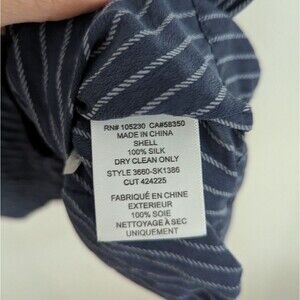 RN# 105230 CA#58350
MADE IN CHINA
SHELL
100% SILK
DRY CLEAN ONLY
STYLE 3660-SK1386
CUT 424225
FABRIQUÉ EN CHINE
EXTERIEUR
100% SOIE
NETTOYAGE À SEC
UNIQUEMENT